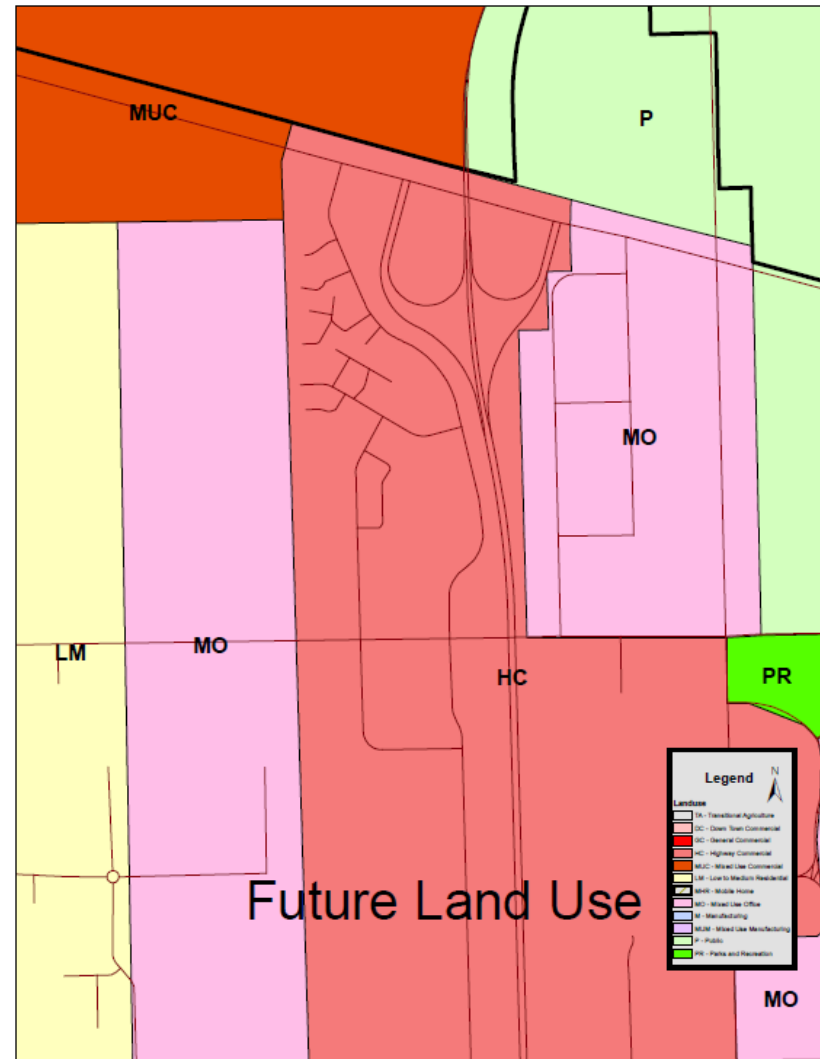 MUC
P
MO
LM
MO
HC
PR
Legend
N
Landuse
TA - Transitional Agriculture
DC - Down Town Commercial
GC - General Commercial
HC - Highway Commercial
MUC - Mixed Use Commercial
LM - Low to Medium Residential
MHR - Mobile Home
MO - Mixed Use Office
M - Manufacturing
MUM - Mixed Use Manufacturing
P - Public
PR - Parks and Recreation
Future Land Use
MO